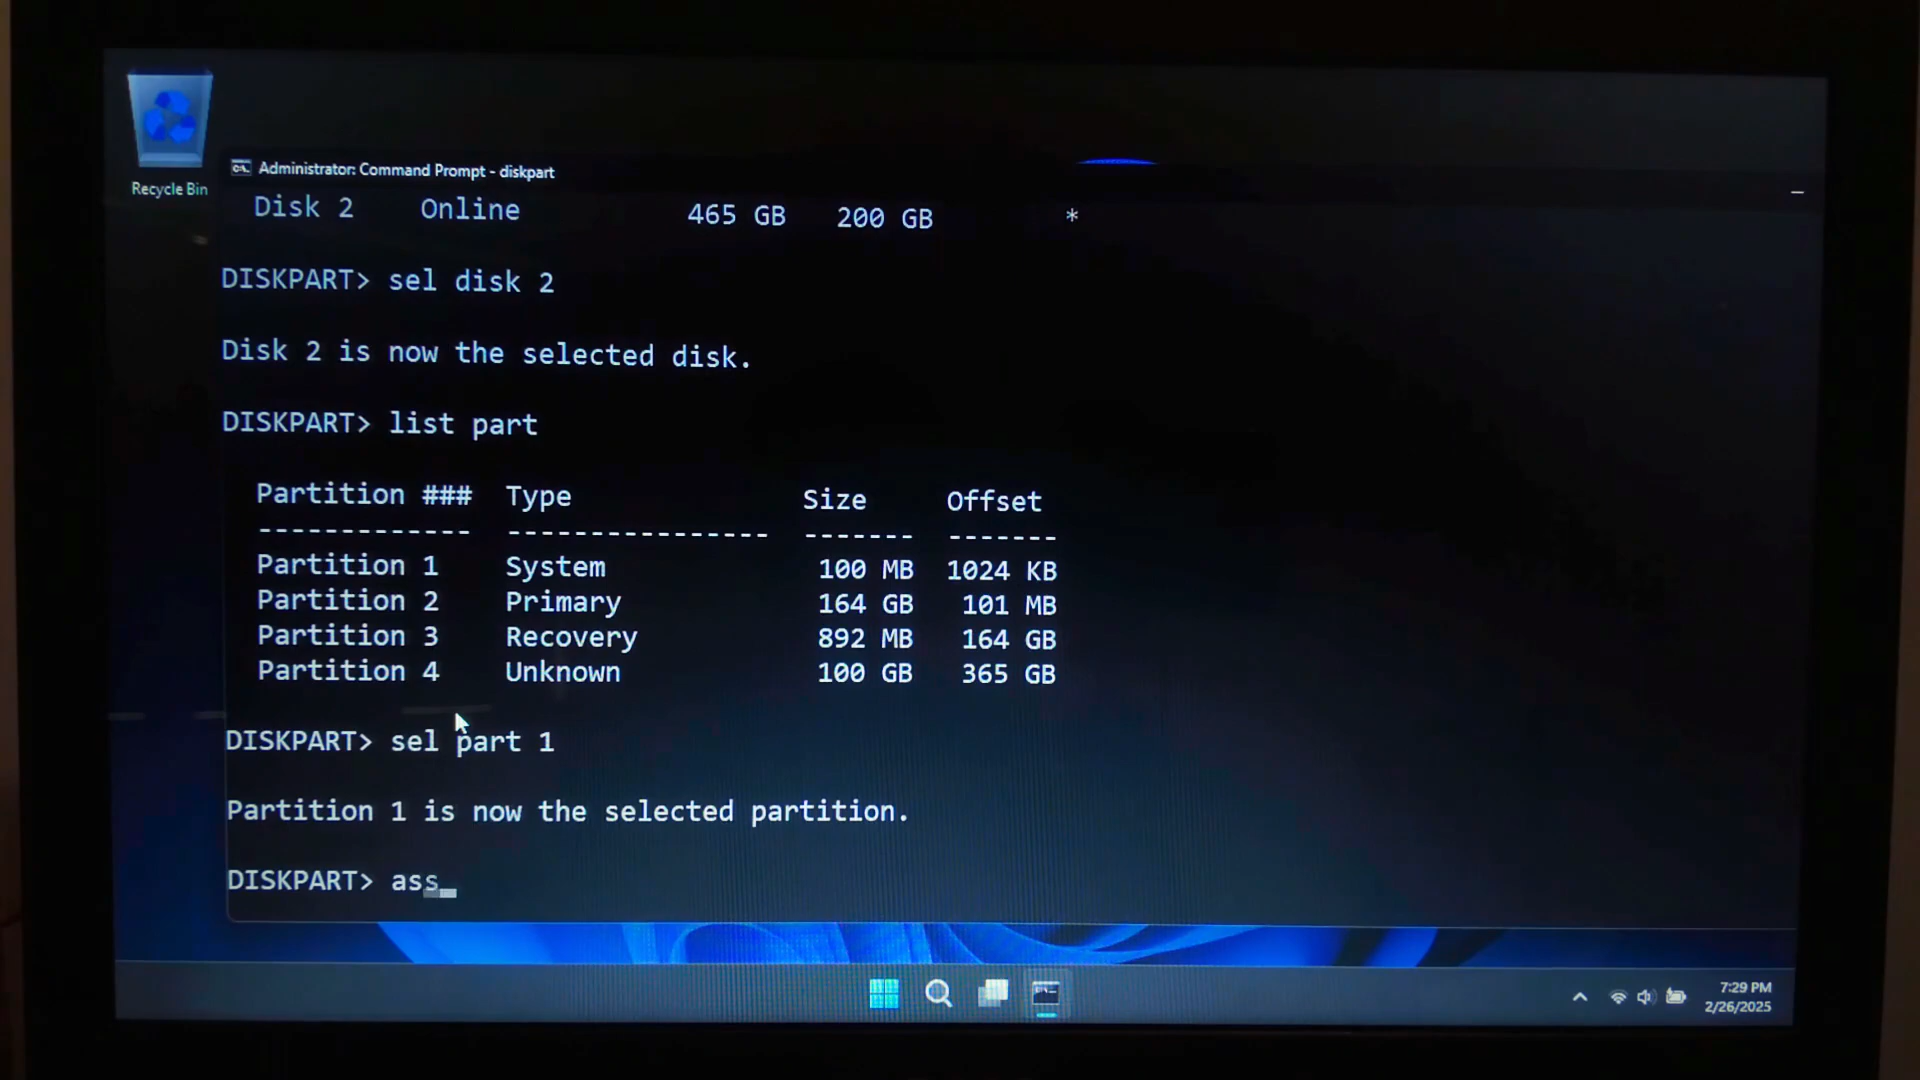 Recycle Bin
Administrator: Command Prompt - diskpart
Disk 2 Online 465 GB 200 GB *
DISKPART> sel disk 2
Disk 2 is now the selected disk.
DISKPART> list part
Partition ### Type Size Offset
------------- ---------------- ------- -------
Partition 1 System 100 MB 1024 KB
Partition 2 Primary 164 GB 101 MB
Partition 3 Recovery 892 MB 164 GB
Partition 4 Unknown 100 GB 365 GB
DISKPART> sel part 1
Partition 1 is now the selected partition.
DISKPART> ass
7:29 PM
2/26/2025